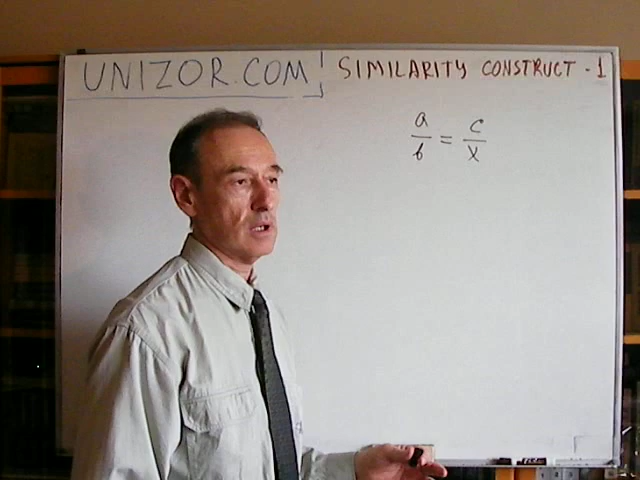 UNIZOR.COM
SIMILARITY CONSTRUCT - 1
a/b = c/x